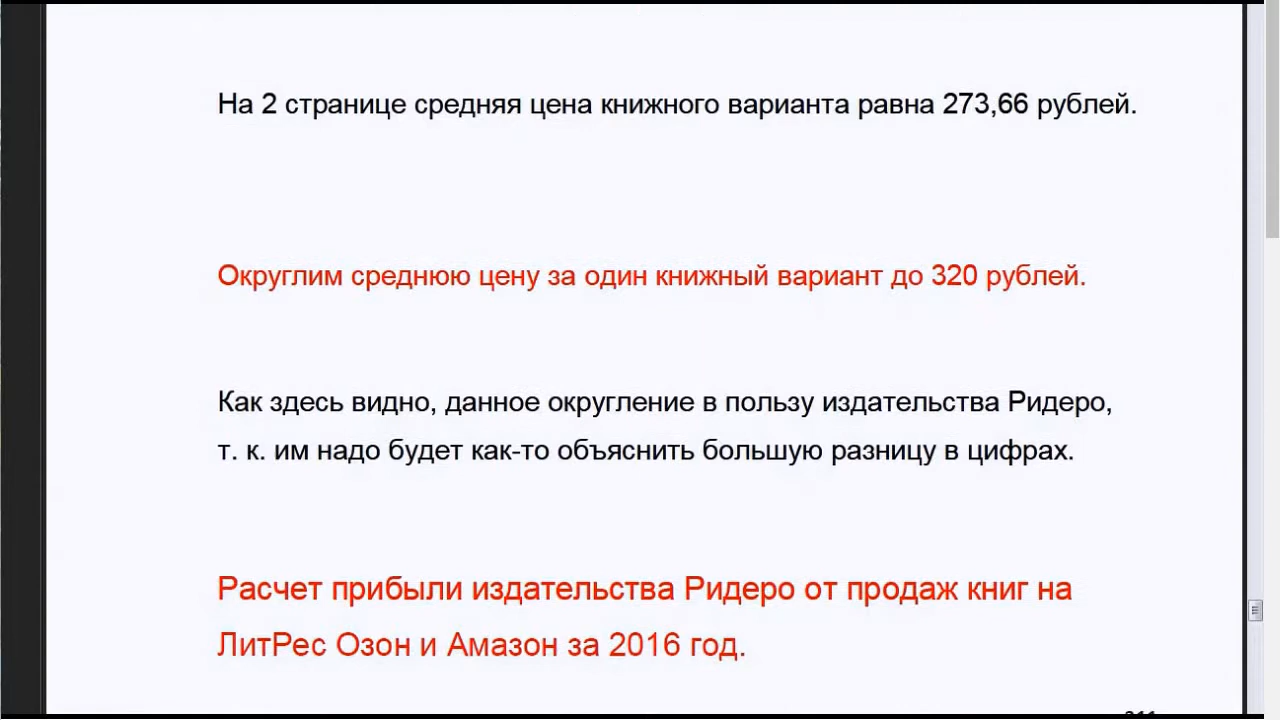 На 2 странице средняя цена книжного варианта равна 273,66 рублей.
Округлим среднюю цену за один книжный вариант до 320 рублей.
Как здесь видно, данное округление в пользу издательства Ридеро,
т. к. им надо будет как-то объяснить большую разницу в цифрах.
Расчет прибыли издательства Ридеро от продаж книг на
ЛитРес Озон и Амазон за 2016 год.